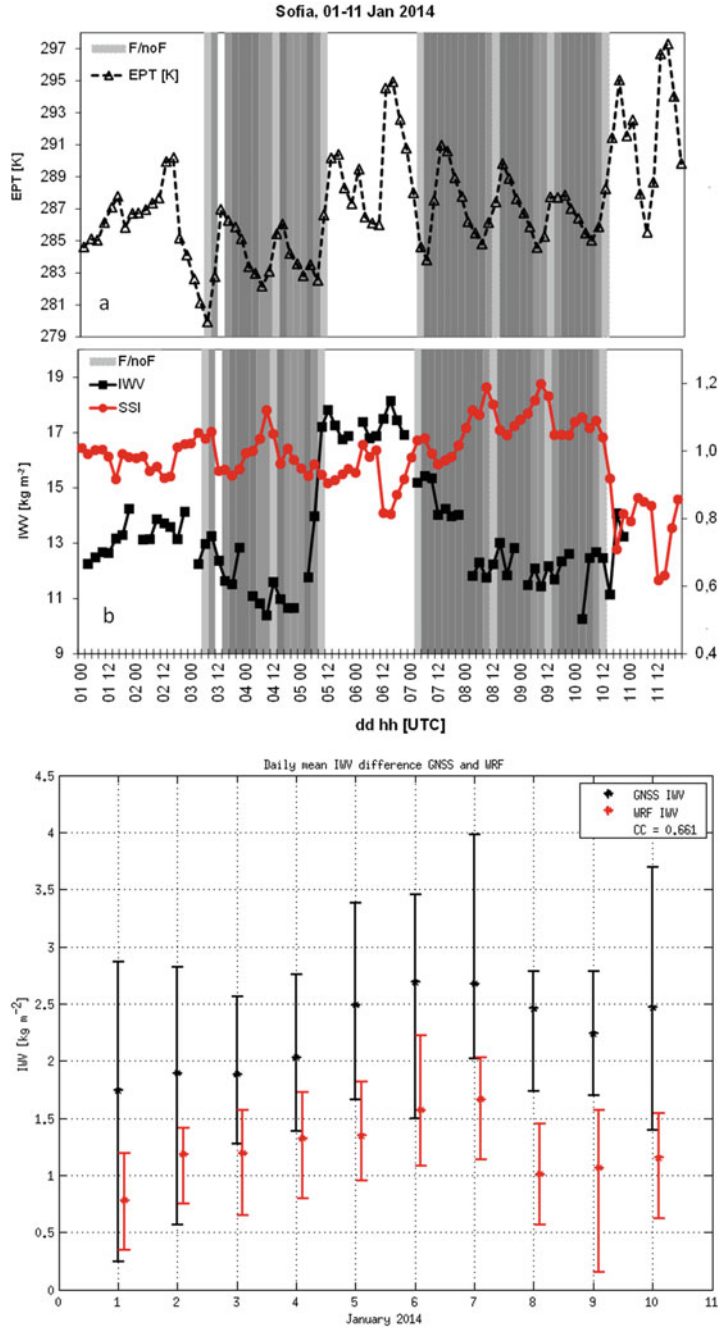 Sofia, 01-11 Jan 2014
297
295
293
291
289
287
285
283
281
279
EPT [K]
F/noF
EPT [K]
a
19
17
15
13
11
9
IWV [kg m-2]
F/noF
IWV
SSI
b
1,2
1,0
0,8
0,6
0,4
01 00
01 12
02 00
02 12
03 00
03 12
04 00
04 12
05 00
05 12
06 00
06 12
07 00
07 12
08 00
08 12
09 00
09 12
10 00
10 12
11 00
11 12
dd hh [UTC]
Daily mean IWV difference GNSS and WRF
4.5
4
3.5
3
2.5
2
1.5
1
0.5
0
IWV [kg m-2]
GNSS IWV
WRF IWV
CC = 0.661
0 1 2 3 4 5 6 7 8 9 10 11
January 2014